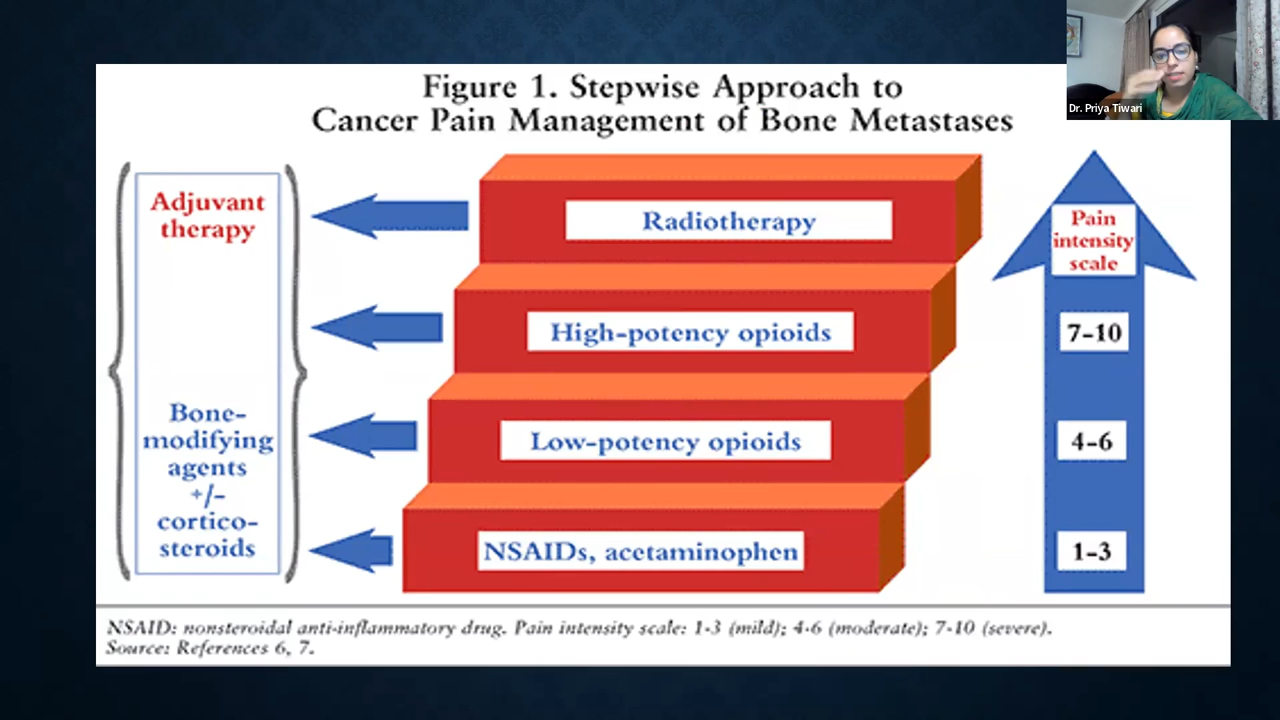 Figure 1. Stepwise Approach to
Cancer Pain Management of Bone Metastases
Dr. Priya Tiwari
Adjuvant
therapy
Bone-
modifying
agents
+/-
cortico-
steroids
Radiotherapy
High-potency opioids
Low-potency opioids
NSAIDs, acetaminophen
Pain
intensity
scale
7–10
4–6
1–3
NSAID: nonsteroidal anti-inflammatory drug. Pain intensity scale: 1-3 (mild); 4-6 (moderate); 7-10 (severe).
Source: References 6, 7.